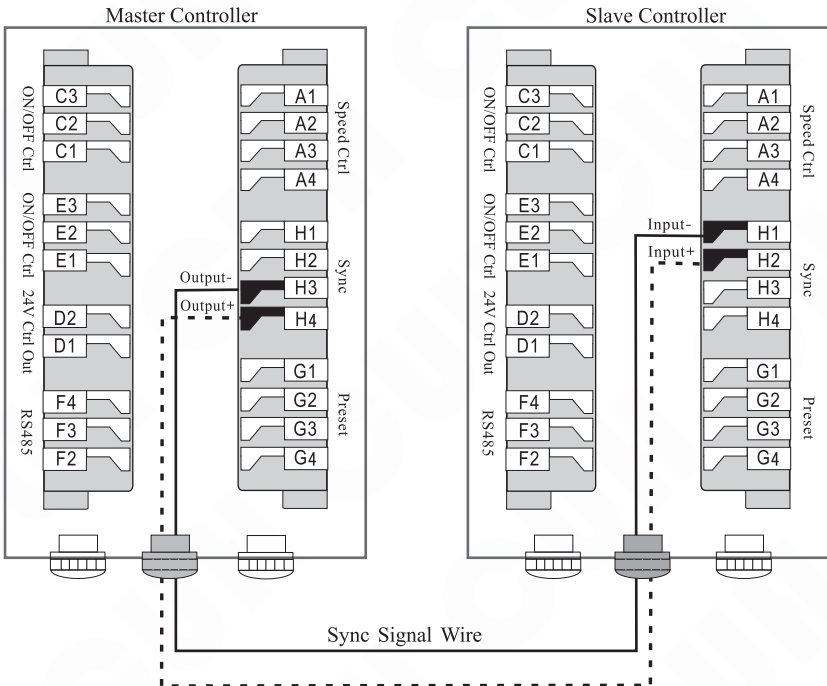 Master Controller
C3
C2
C1
ON/OFF Ctrl
E3
E2
E1
ON/OFF Ctrl
D2
D1
24V Ctrl Out
F4
F3
F2
RS485
A1
A2
A3
A4
Speed Ctrl
H1
H2
H3
H4
Sync
Output-
Output+
G1
G2
G3
G4
Preset
Slave Controller
C3
C2
C1
ON/OFF Ctrl
E3
E2
E1
ON/OFF Ctrl
D2
D1
24V Ctrl Out
F4
F3
F2
RS485
A1
A2
A3
A4
Speed Ctrl
Input-
Input+
H1
H2
H3
H4
Sync
G1
G2
G3
G4
Preset
Sync Signal Wire